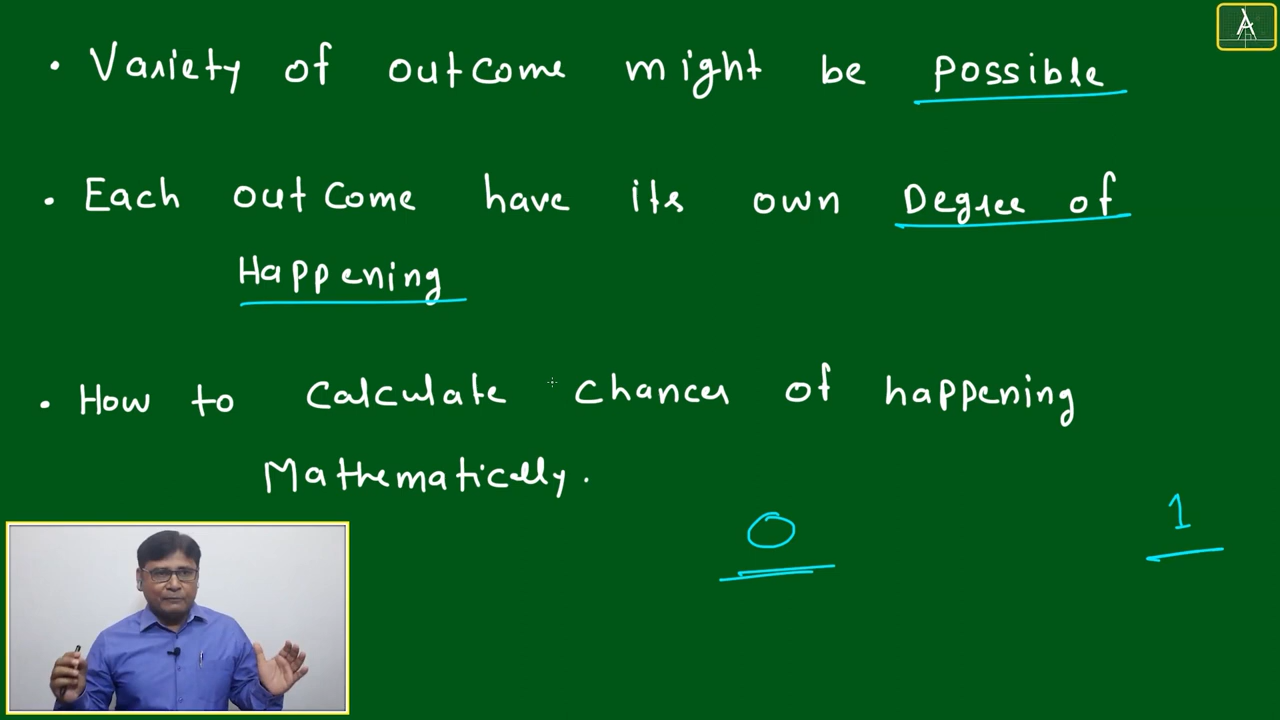 • Variety of outcome might be possible
• Each outcome have its own Degree of
Happening
• How to calculate chances of happening
Mathematically.
0 1